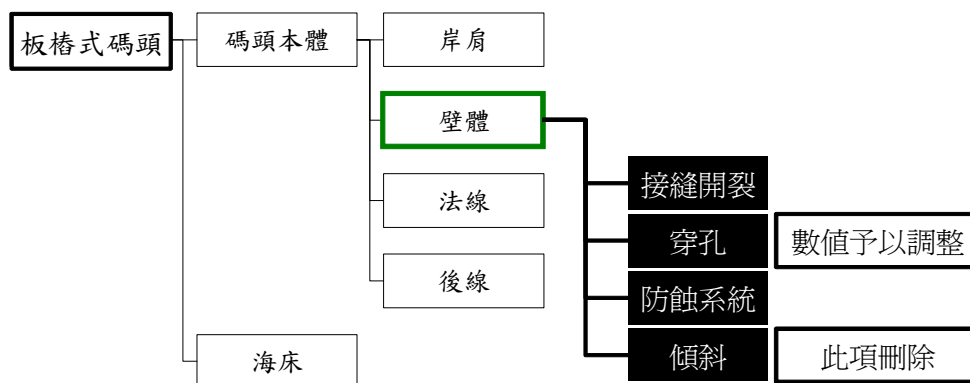 板樁式碼頭
碼頭本體
岸肩
壁體
接縫開裂
穿孔
數值予以調整
防蝕系統
傾斜
此項刪除
法線
後線
海床